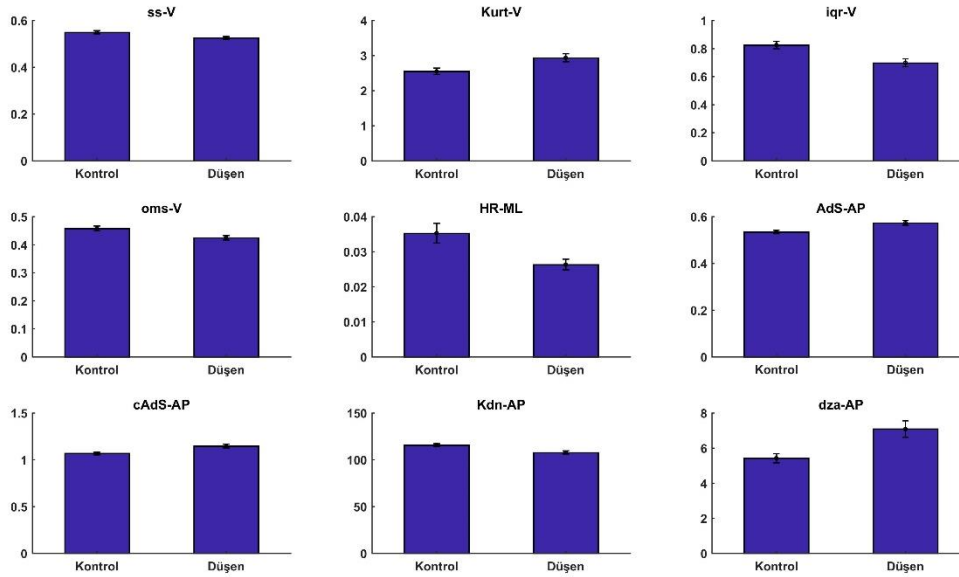 ss-V
0.6
0.4
0.2
0
Kontrol Düşen
Kurt-V
4
3
2
1
0
Kontrol Düşen
iqr-V
1
0.8
0.6
0.4
0.2
0
Kontrol Düşen
oms-V
0.5
0.4
0.3
0.2
0.1
0
Kontrol Düşen
HR-ML
0.04
0.03
0.02
0.01
0
Kontrol Düşen
AdS-AP
0.6
0.4
0.2
0
Kontrol Düşen
cAdS-AP
1.5
1
0.5
0
Kontrol Düşen
Kdn-AP
150
100
50
0
Kontrol Düşen
dza-AP
8
6
4
2
0
Kontrol Düşen